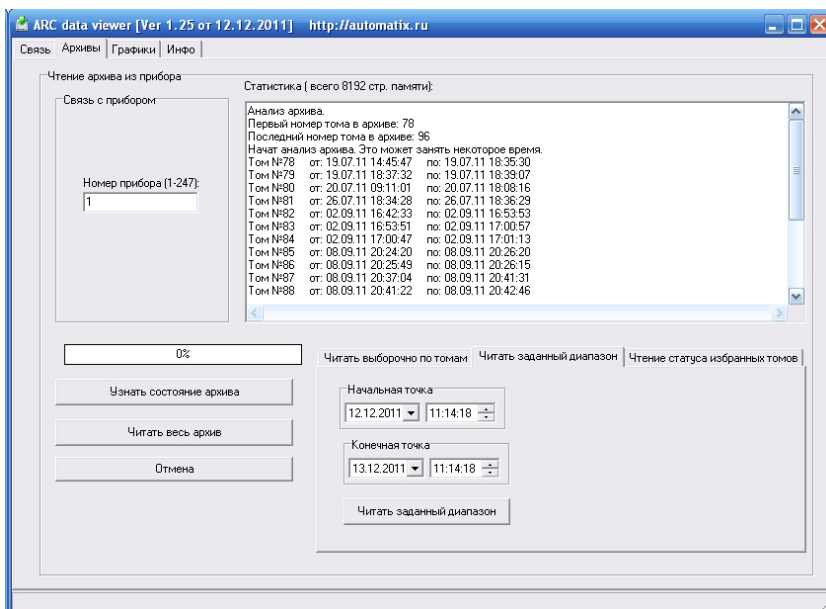 ARC data viewer [Ver 1.25 от 12.12.2011] http://automatix.ru
Связь Архивы Графики Инфо
Чтение архива из прибора
Связь с прибором
Номер прибора (1-247):
1
Статистика ( всего 8192 стр. памяти):
Анализ архива.
Первый номер тома в архиве: 78
Последний номер тома в архиве: 96
Начат анализ архива. Это может занять некоторое время.
Том №78 от: 19.07.11 14:45:47 по: 19.07.11 18:35:30
Том №79 от: 19.07.11 18:37:32 по: 19.07.11 18:39:07
Том №80 от: 20.07.11 09:11:01 по: 20.07.11 18:08:16
Том №81 от: 26.07.11 18:34:28 по: 26.07.11 18:36:29
Том №82 от: 02.09.11 16:42:33 по: 02.09.11 16:53:53
Том №83 от: 02.09.11 16:53:51 по: 02.09.11 17:00:57
Том №84 от: 02.09.11 17:00:47 по: 02.09.11 17:01:13
Том №85 от: 08.09.11 20:24:20 по: 08.09.11 20:26:20
Том №86 от: 08.09.11 20:25:49 по: 08.09.11 20:26:15
Том №87 от: 08.09.11 20:37:04 по: 08.09.11 20:41:31
Том №88 от: 08.09.11 20:41:22 по: 08.09.11 20:42:46
0%
Узнать состояние архива
Читать весь архив
Отмена
Читать выборочно по томам Читать заданный диапазон Чтение статуса избранных томов
Начальная точка
12.12.2011 11:14:18
Конечная точка
13.12.2011 11:14:18
Читать заданный диапазон